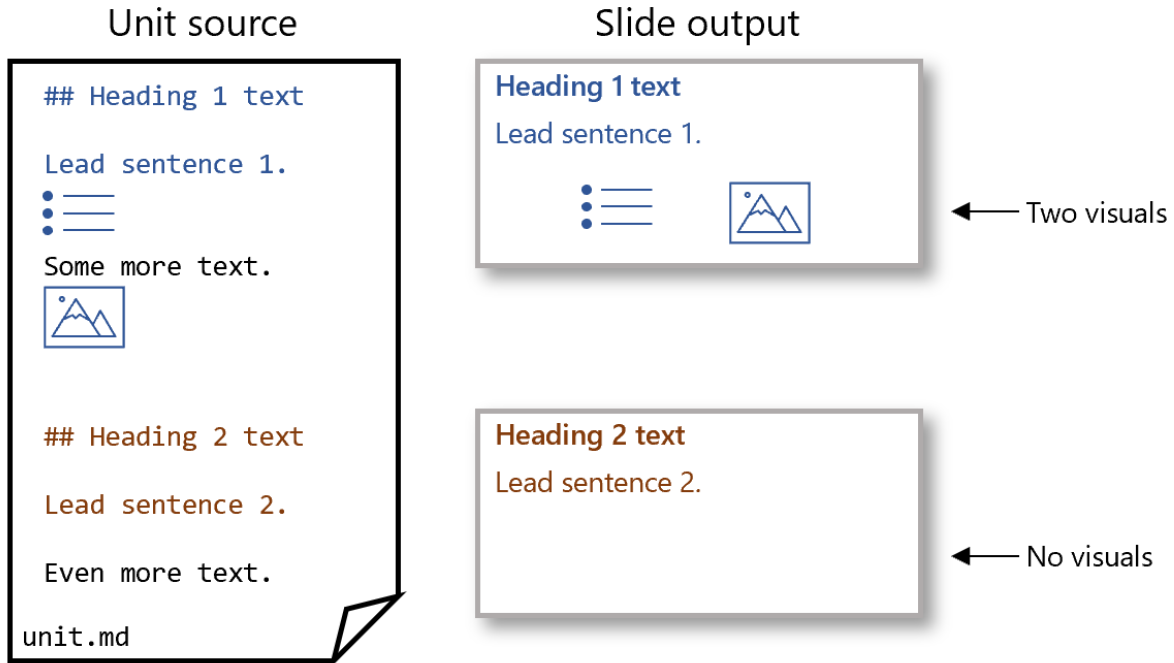 Unit source
## Heading 1 text
Lead sentence 1.
Some more text.
## Heading 2 text
Lead sentence 2.
Even more text.
unit.md
Slide output
Heading 1 text
Lead sentence 1.
Two visuals
Heading 2 text
Lead sentence 2.
No visuals